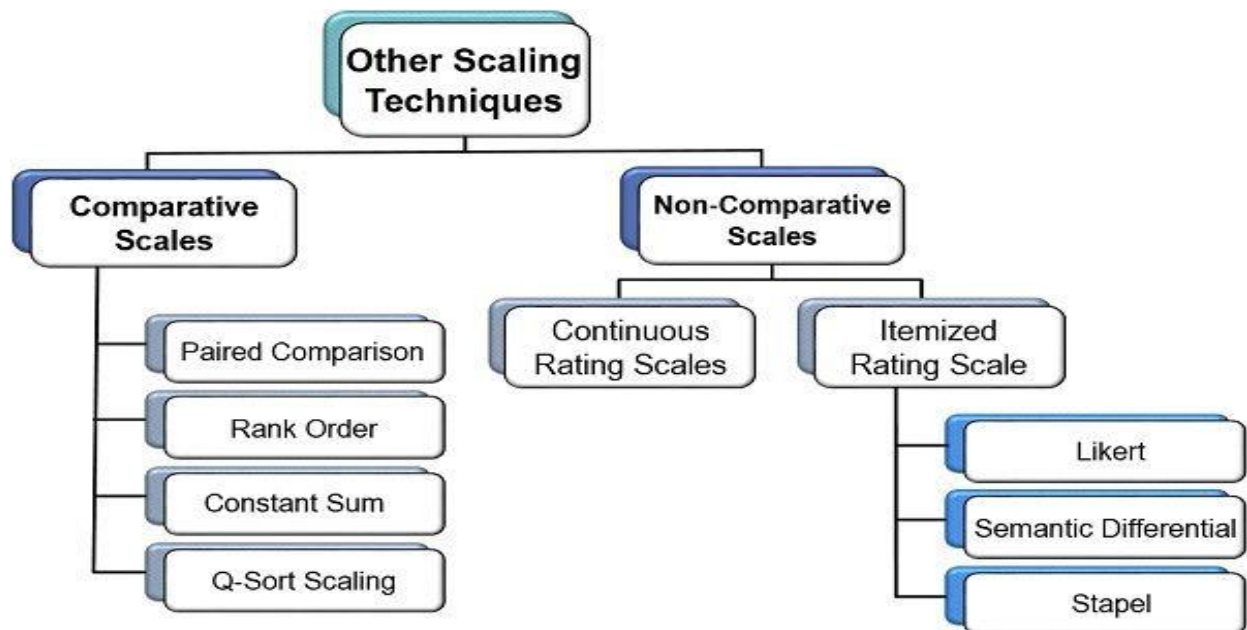 Other Scaling
Techniques
Comparative
Scales
Paired Comparison
Rank Order
Constant Sum
Q-Sort Scaling
Non-Comparative
Scales
Continuous
Rating Scales
Itemized
Rating Scale
Likert
Semantic Differential
Stapel